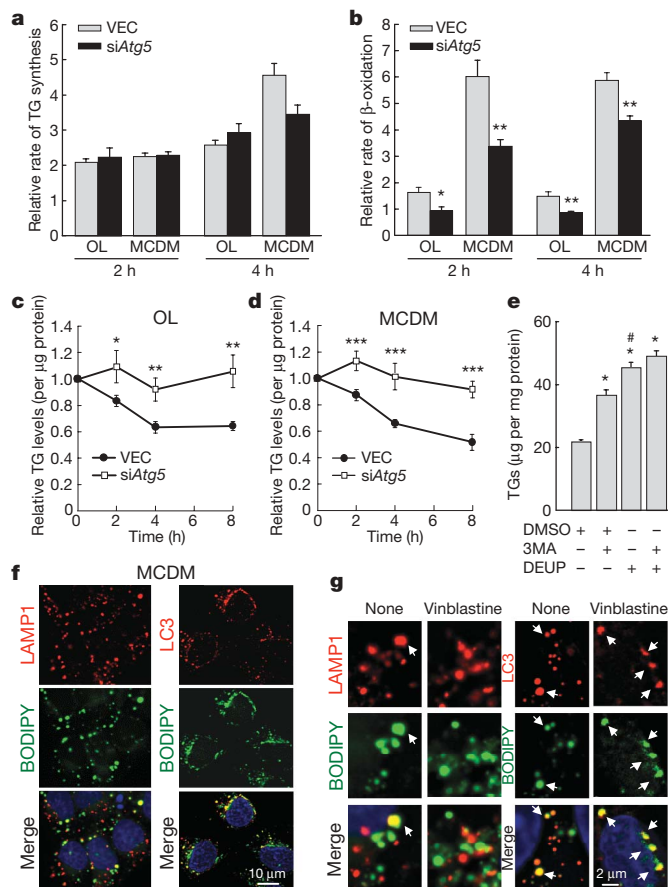 a
VEC
siAtg5
Relative rate of TG synthesis
6
5
4
3
2
1
OL MCDM OL MCDM
2 h 4 h
b
VEC
siAtg5
Relative rate of β-oxidation
8
7
6
5
4
3
2
1
0
* ** ** **
OL MCDM OL MCDM
2 h 4 h
c
OL
Relative TG levels (per μg protein)
1.4
1.2
1.0
0.8
0.6
0.4
0.2
0
* ** **
VEC
siAtg5
0 2 4 6 8
Time (h)
d
MCDM
Relative TG levels (per μg protein)
1.4
1.2
1.0
0.8
0.6
0.4
0.2
0
*** *** ***
VEC
siAtg5
0 2 4 6 8
Time (h)
e
TGs (μg per mg protein)
60
40
20
0
* # * *
DMSO + + – –
3MA – + – +
DEUP – – + +
f
MCDM
LAMP1
LC3
BODIPY
BODIPY
Merge
Merge
10 μm
g
None Vinblastine None Vinblastine
LAMP1
LC3
BODIPY
BODIPY
Merge
Merge
2 μm